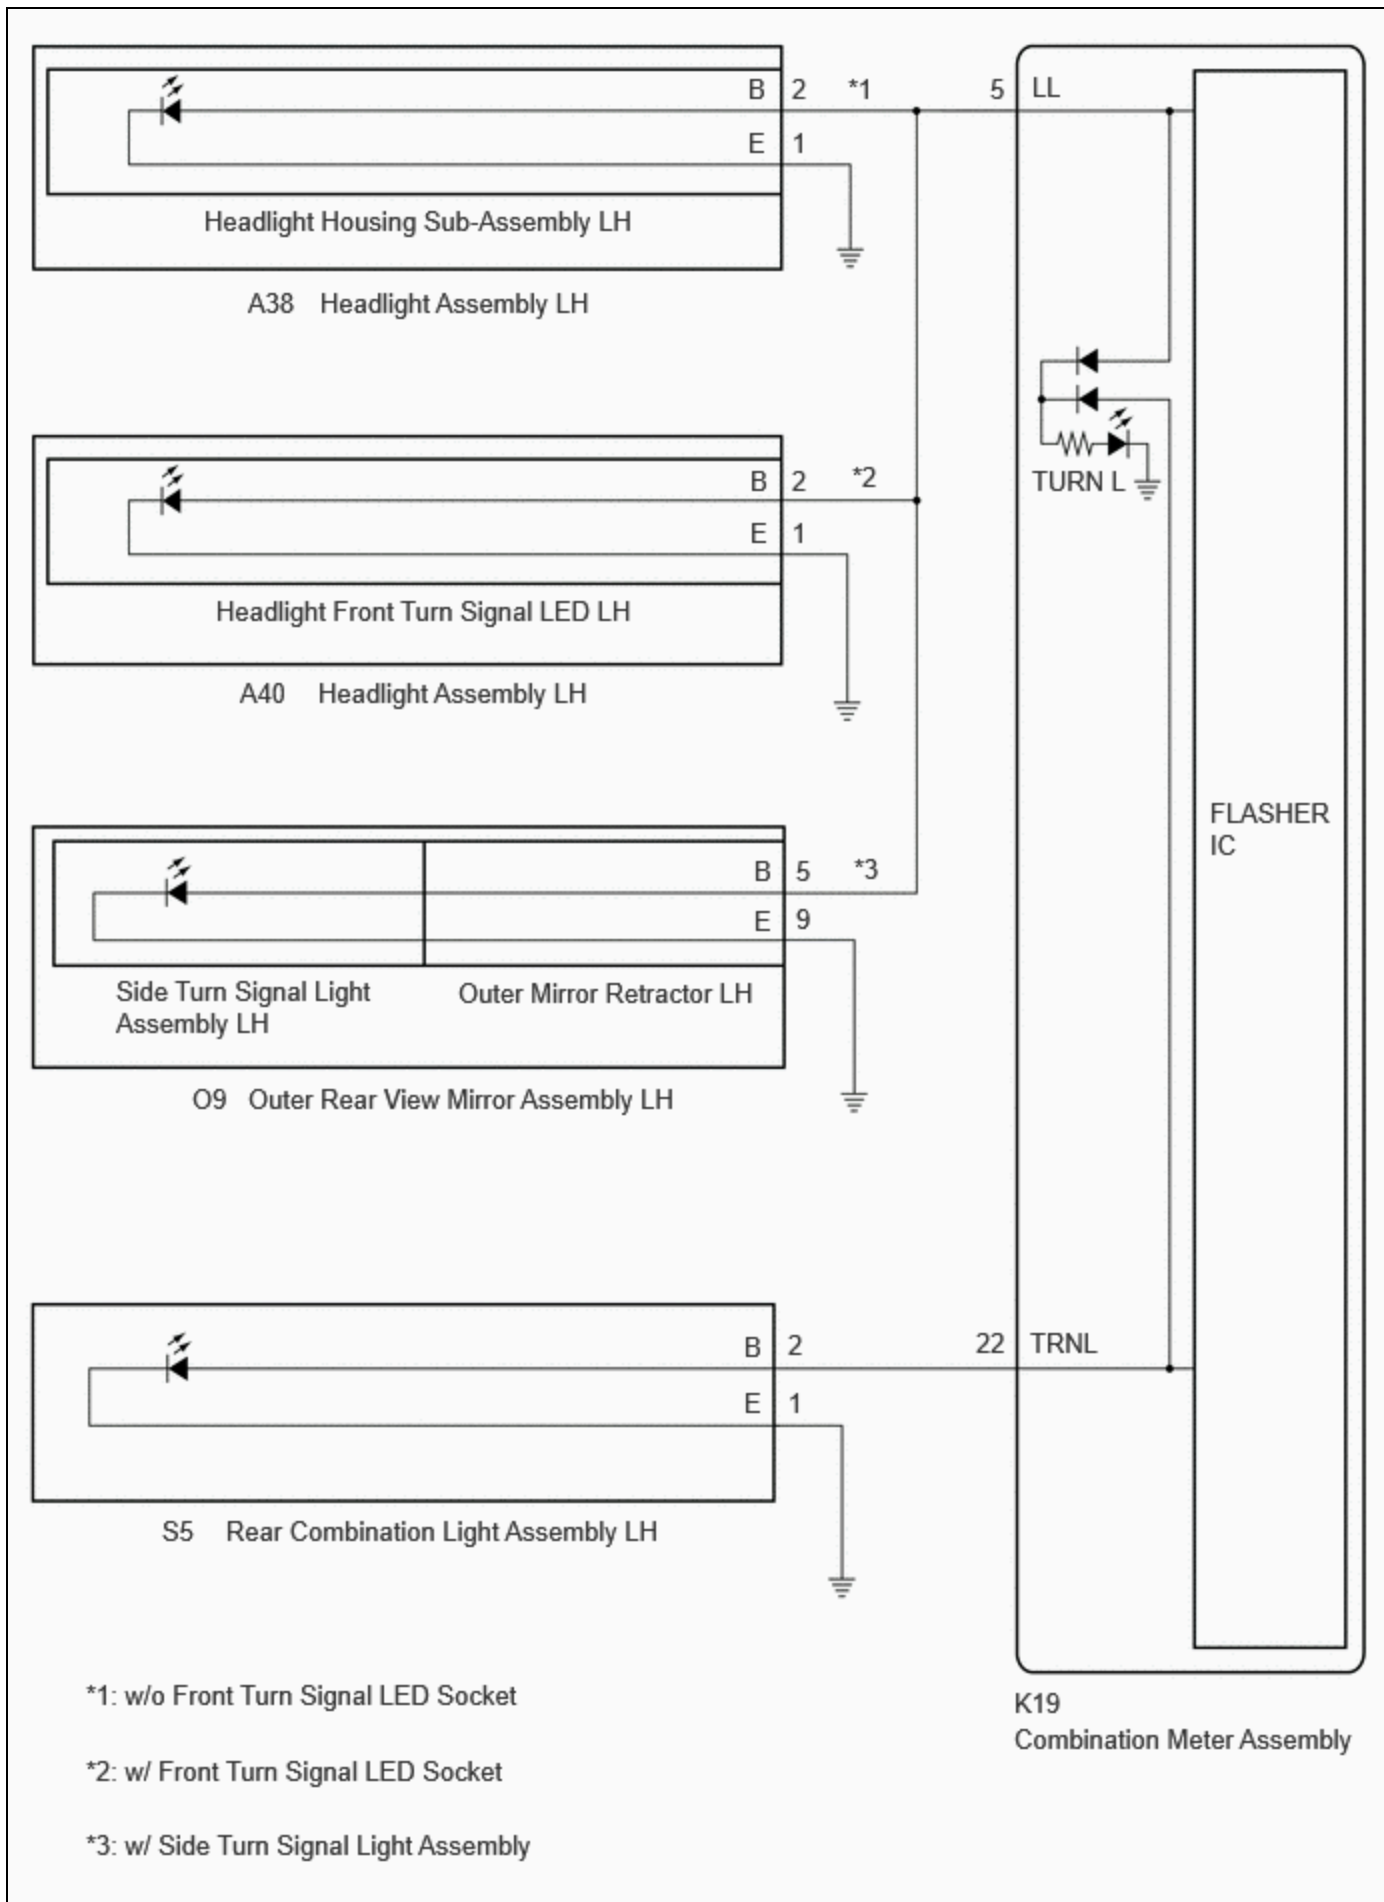 B 2 *1 5 LL
E 1
Headlight Housing Sub-Assembly LH
A38 Headlight Assembly LH
B 2 *2
E 1
TURN L
Headlight Front Turn Signal LED LH
A40 Headlight Assembly LH
FLASHER
IC
B 5 *3
E 9
Side Turn Signal Light
Assembly LH
Outer Mirror Retractor LH
O9 Outer Rear View Mirror Assembly LH
B 2 22 TRNL
E 1
S5 Rear Combination Light Assembly LH
*1: w/o Front Turn Signal LED Socket
*2: w/ Front Turn Signal LED Socket
*3: w/ Side Turn Signal Light Assembly
K19
Combination Meter Assembly